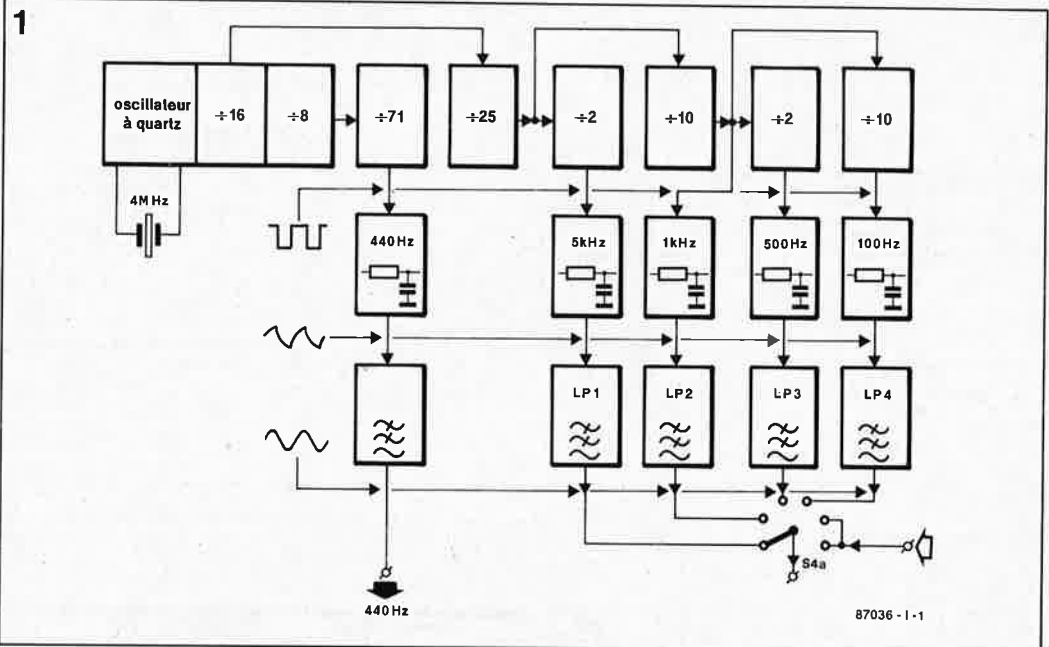 1
oscillateur
à quartz
÷16
÷8
÷71
÷25
÷2
÷10
÷2
÷10
4MHz
440Hz
5kHz
1kHz
500Hz
100Hz
LP1
LP2
LP3
LP4
S4a
440Hz
87036 - I - 1